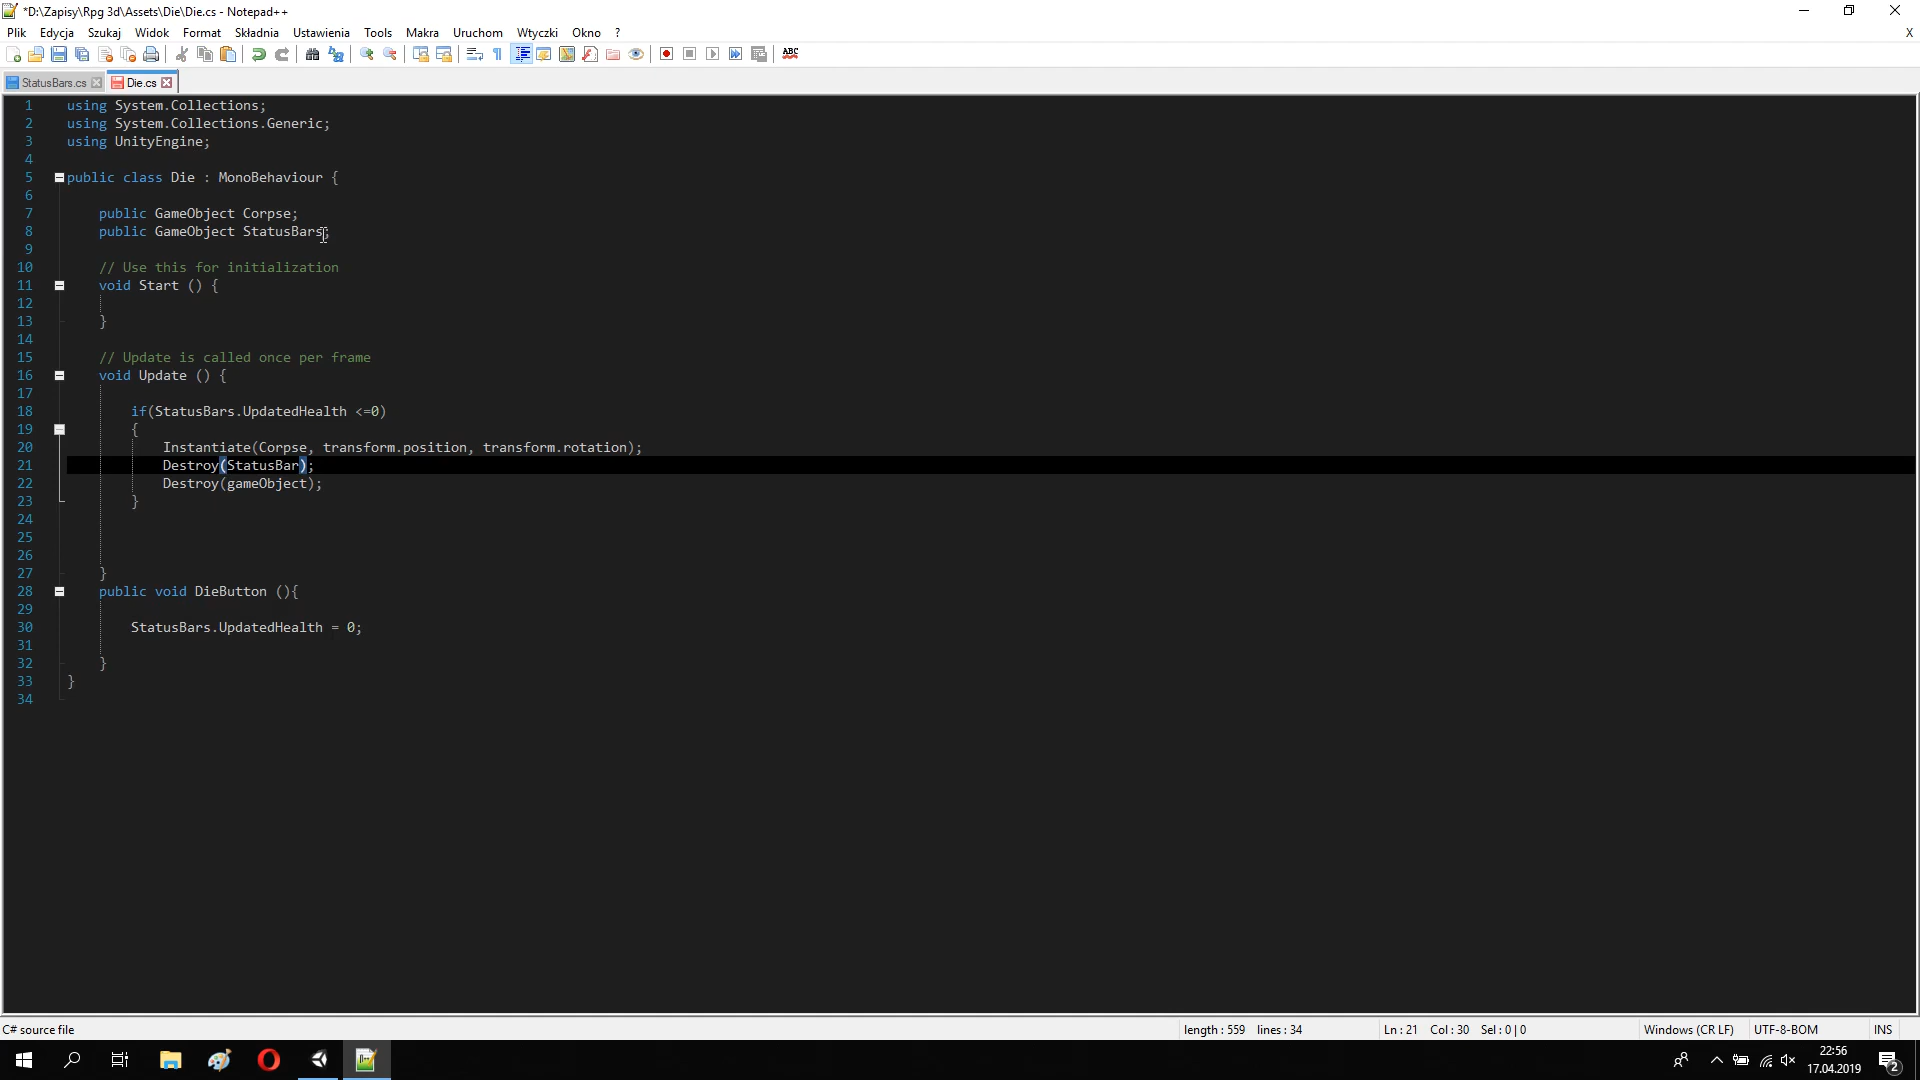 *D:\Zapisy\Rpg 3d\Assets\Die\Die.cs - Notepad++
Plik Edycja Szukaj Widok Format Składnia Ustawienia Tools Makra Uruchom Wtyczki Okno ? X
ABC
StatusBars.cs Die.cs
1 using System.Collections;
2 using System.Collections.Generic;
3 using UnityEngine;
4
5 public class Die : MonoBehaviour {
6
7 public GameObject Corpse;
8 public GameObject StatusBars;
9
10 // Use this for initialization
11 void Start () {
12
13 }
14
15 // Update is called once per frame
16 void Update () {
17
18 if(StatusBars.UpdatedHealth <=0)
19 {
20 Instantiate(Corpse, transform.position, transform.rotation);
21 Destroy(StatusBar);
22 Destroy(gameObject);
23 }
24
25
26
27 }
28 public void DieButton (){
29
30 StatusBars.UpdatedHealth = 0;
31
32 }
33 }
34
C# source file length : 559 lines : 34 Ln : 21 Col : 30 Sel : 0 | 0 Windows (CR LF) UTF-8-BOM INS
22:56
17.04.2019
2